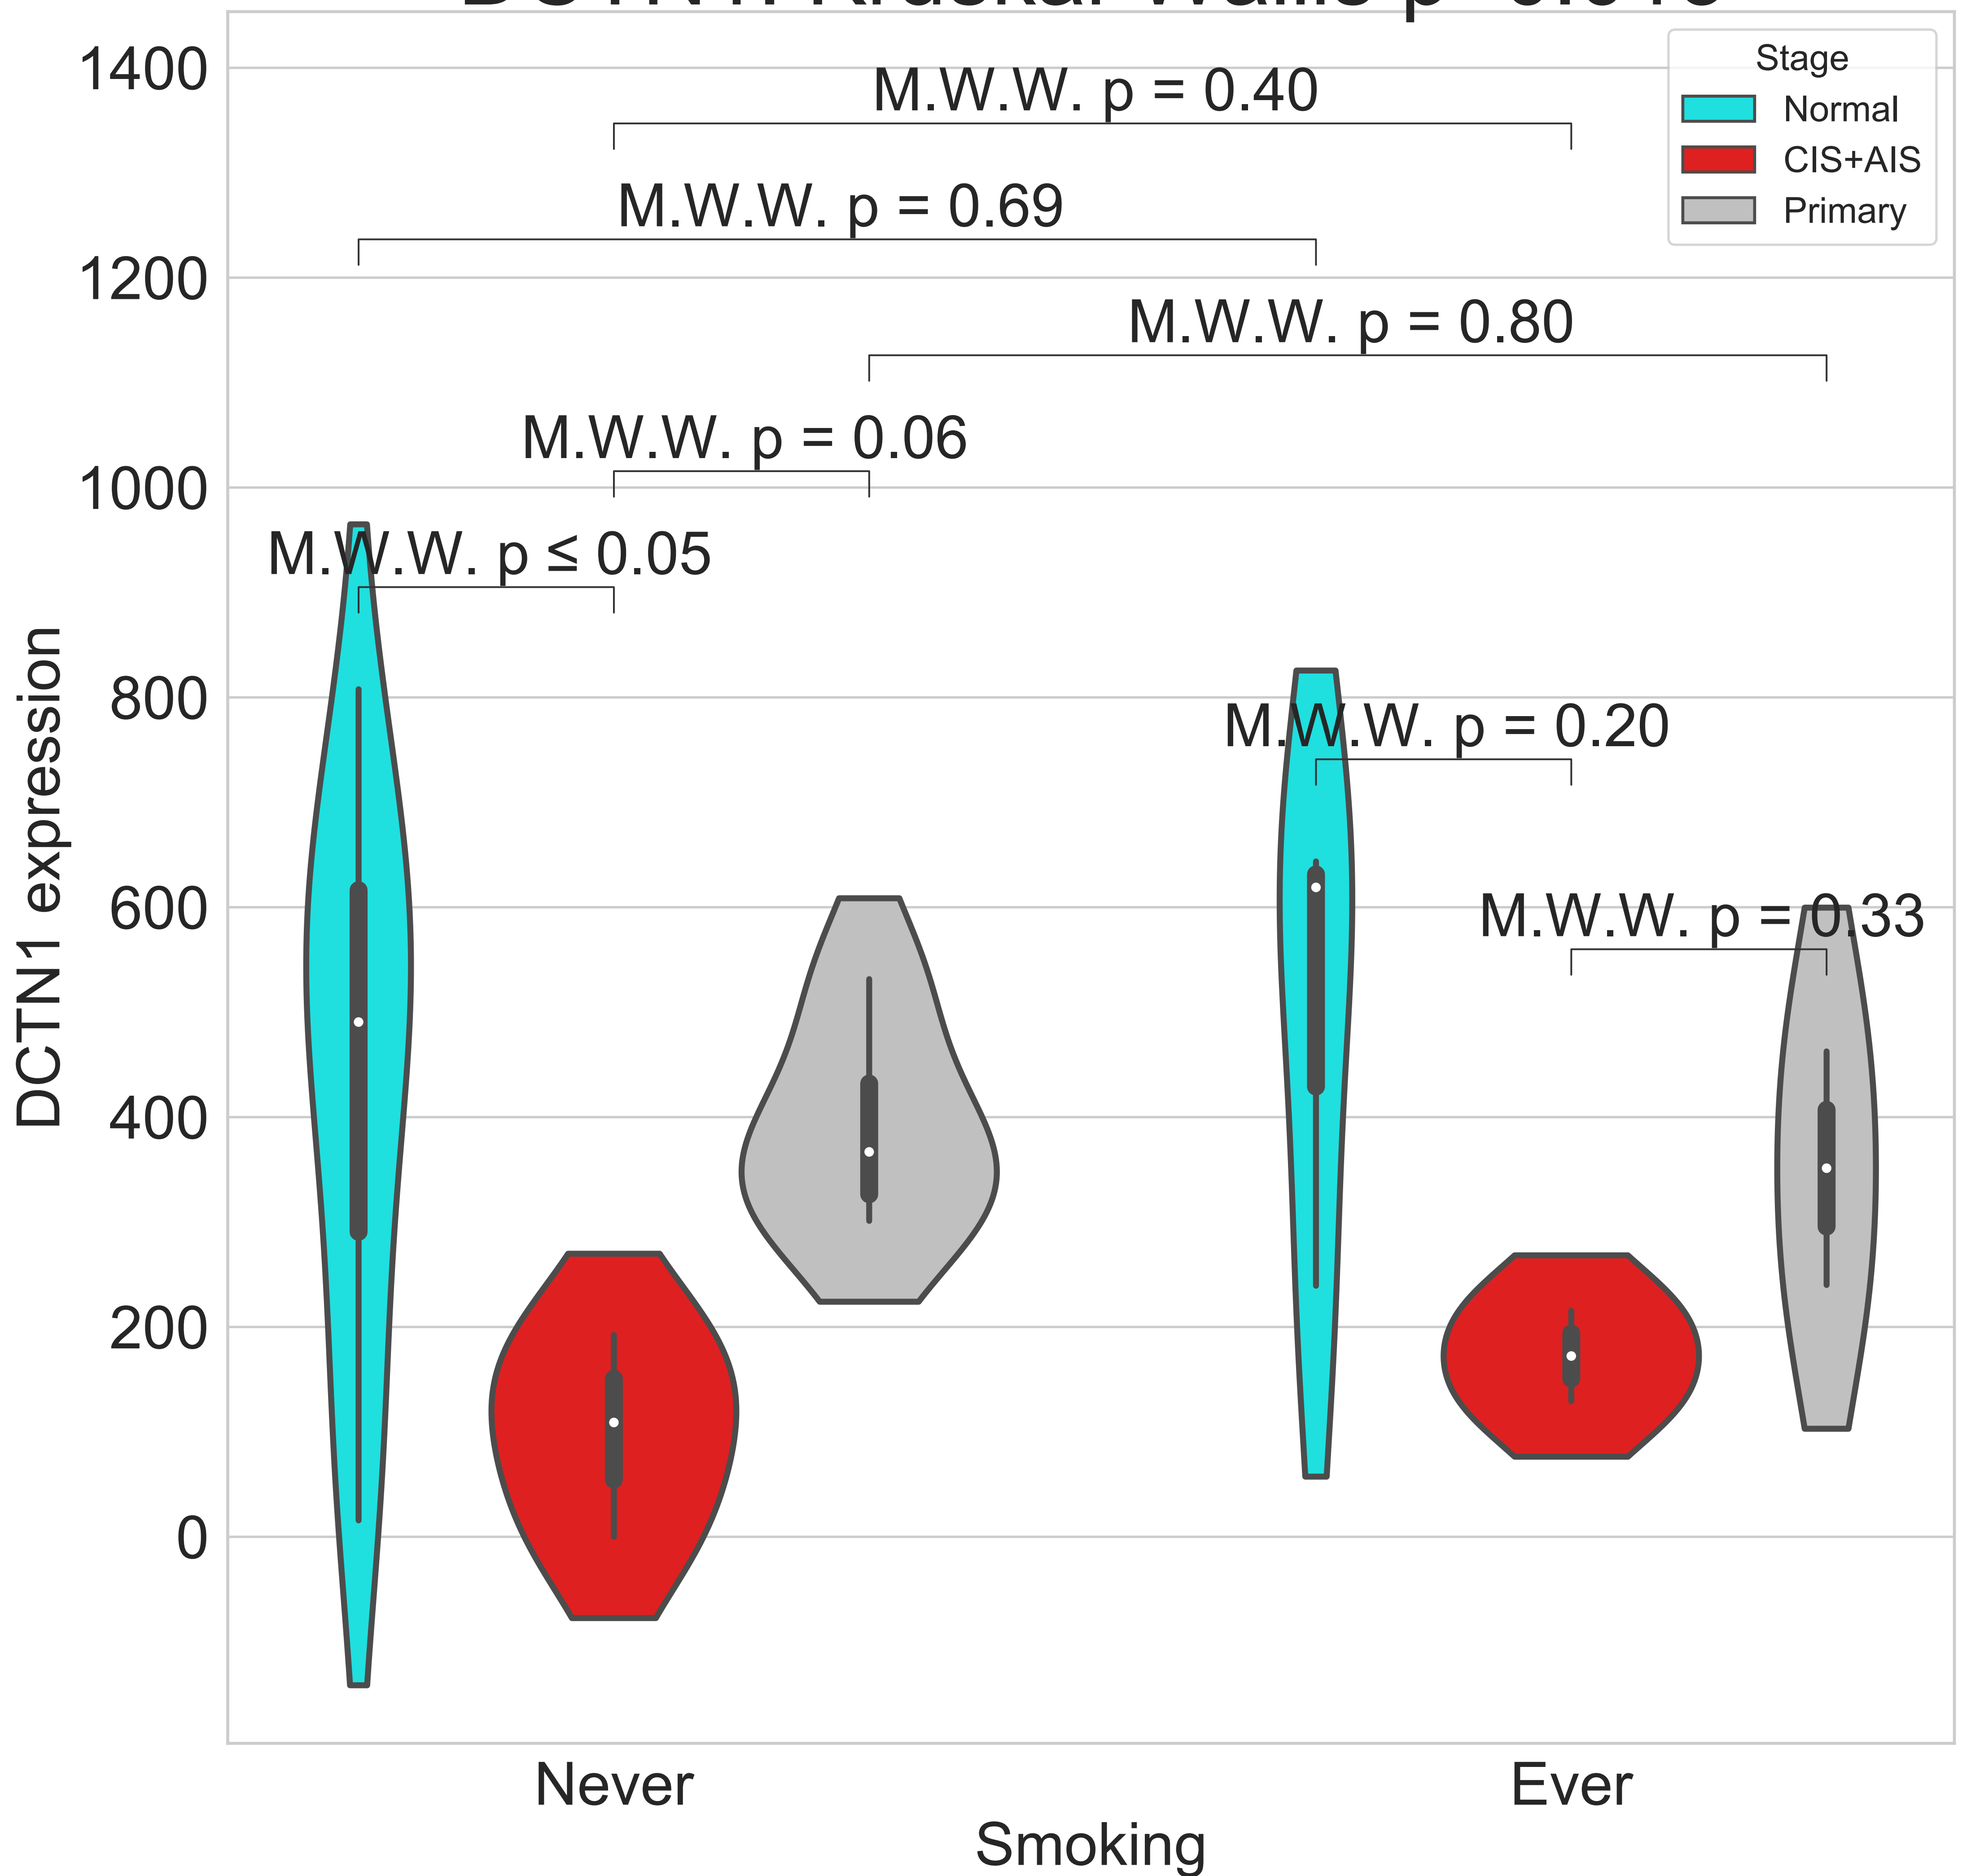 1400
Stage
Normal
CIS+AIS
Primary
M.W.W. p = 0.40
M.W.W. p = 0.69
1200
M.W.W. p = 0.80
M.W.W. p = 0.06
1000
M.W.W. p ≤ 0.05
800
M.W.W. p = 0.20
600
M.W.W. p = 0.33
DCTN1 expression
400
200
0
Never
Ever
Smoking